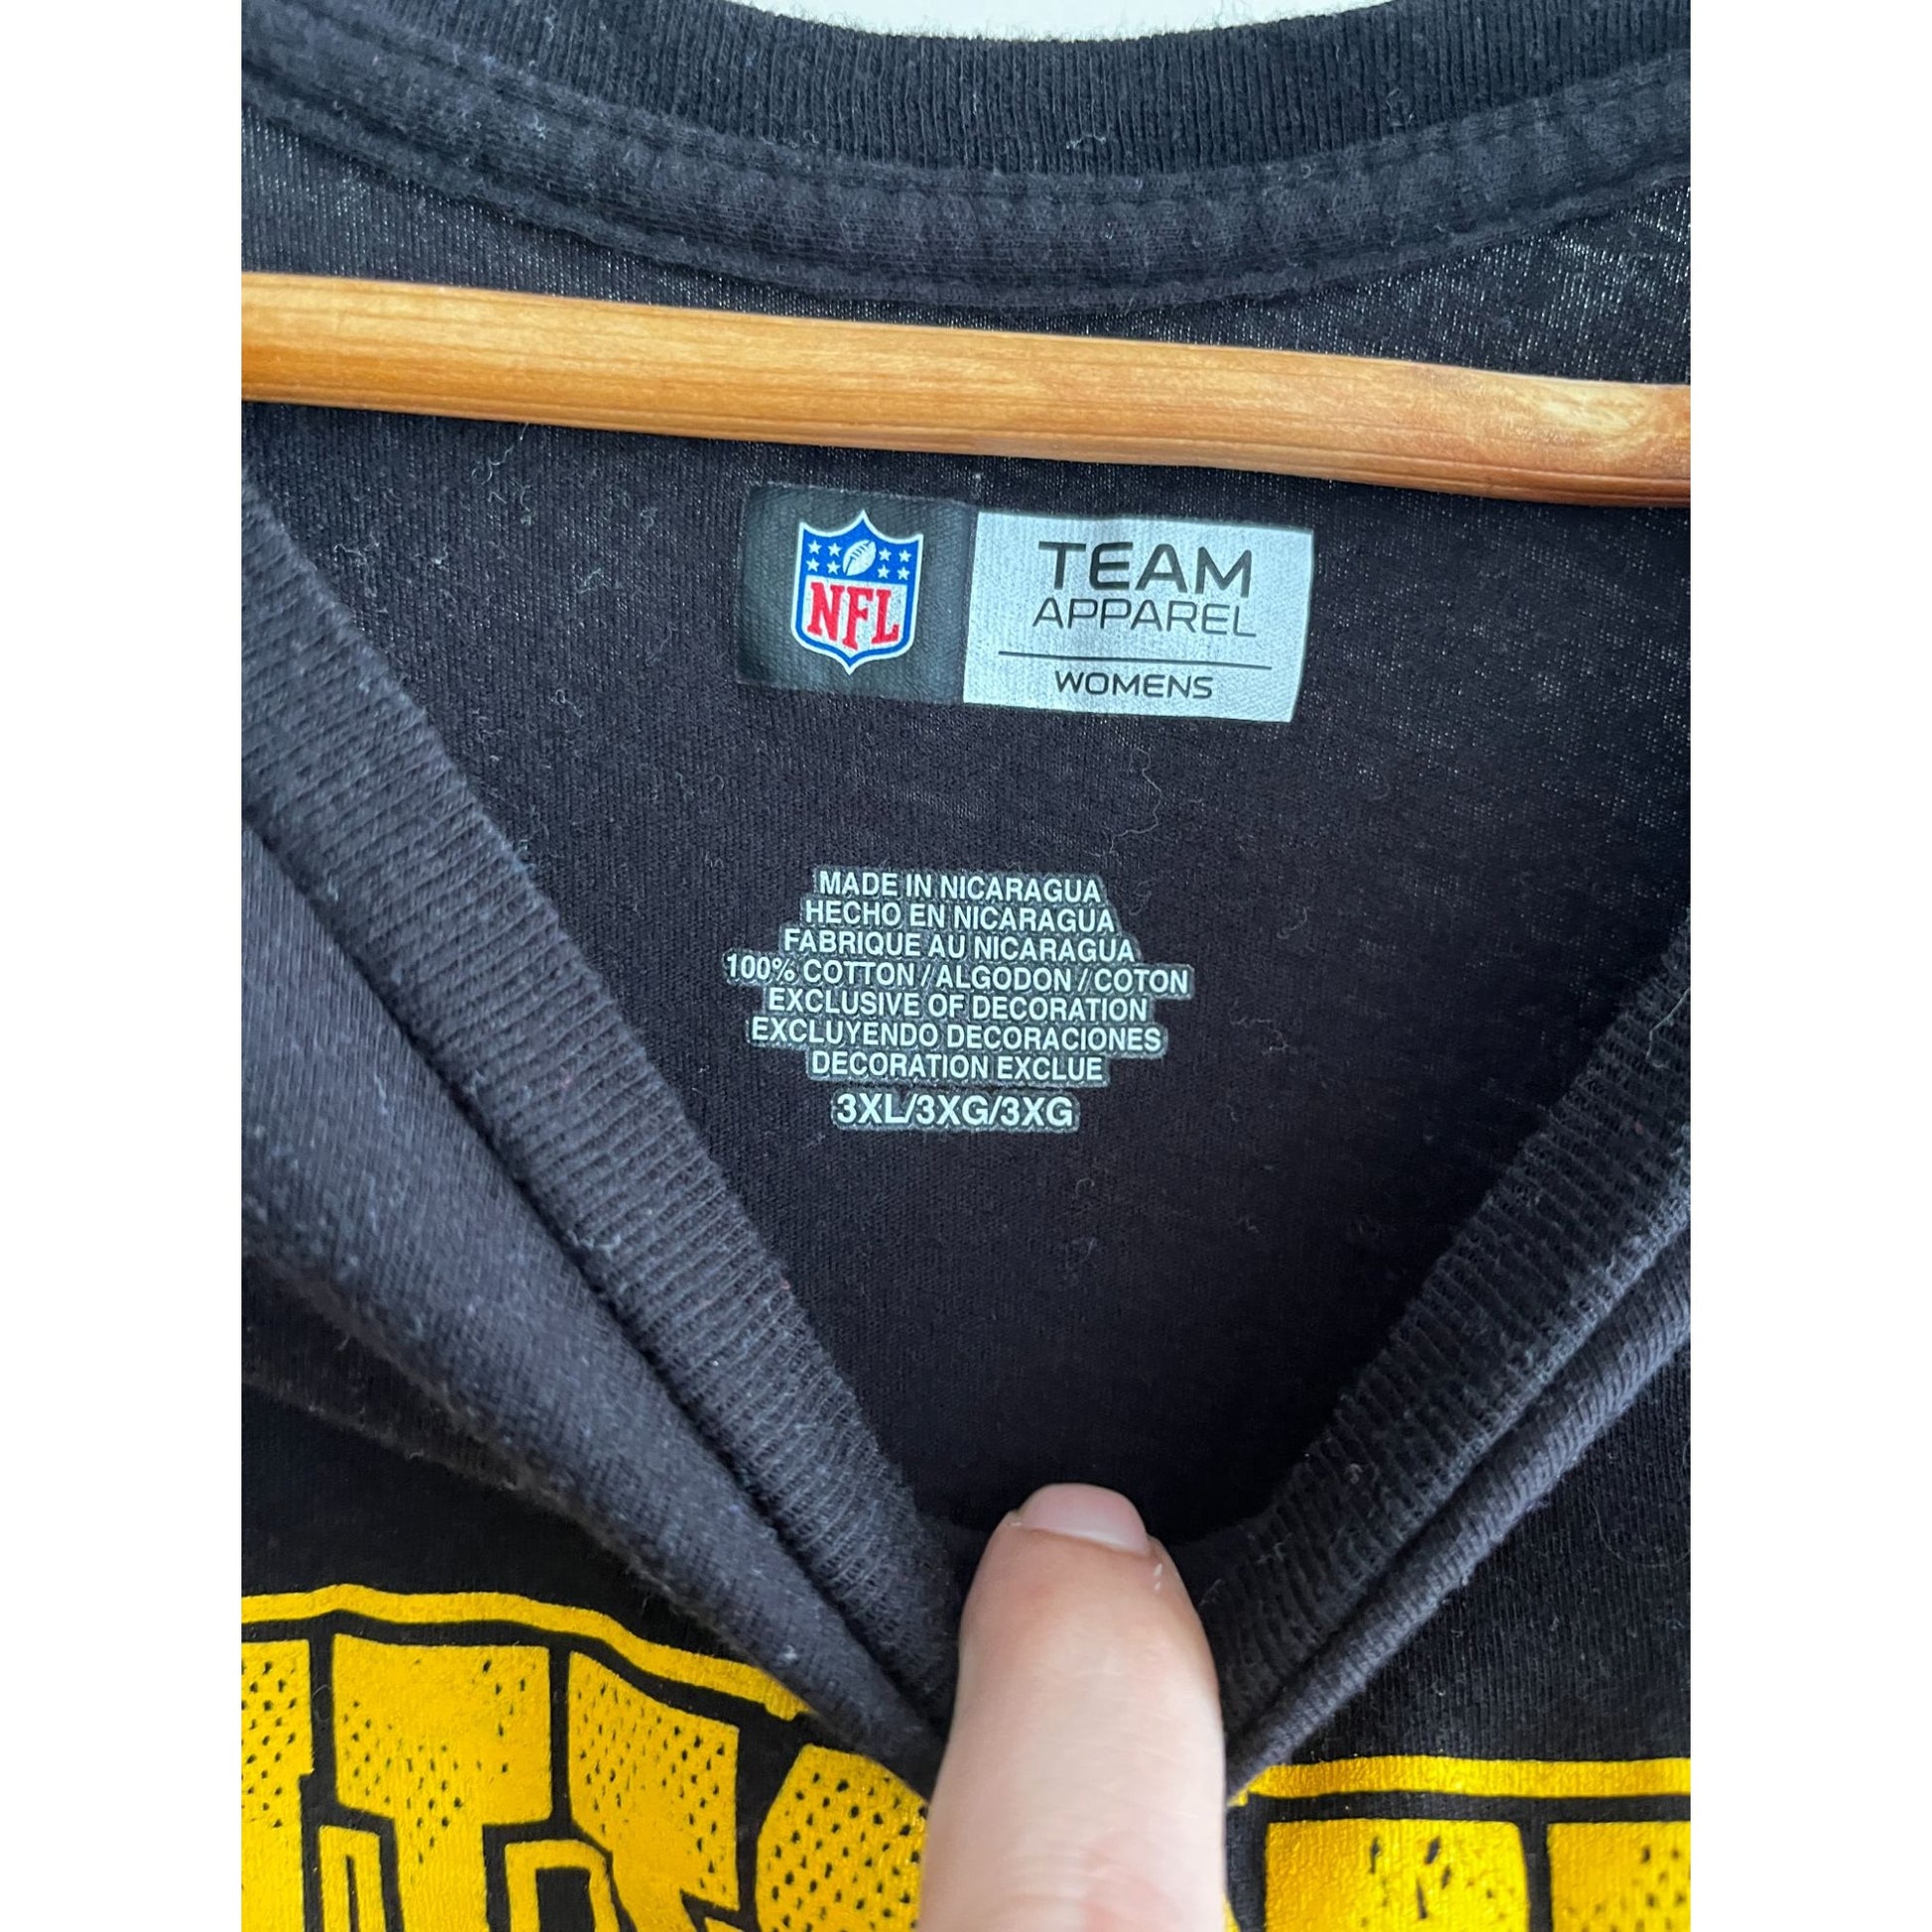 NFL
TEAM
APPAREL
WOMENS
MADE IN NICARAGUA
HECHO EN NICARAGUA
FABRIQUE AU NICARAGUA
100% COTTON / ALGODON / COTON
EXCLUSIVE OF DECORATION
EXCLUYENDO DECORACIONES
DECORATION EXCLUE
3XL/3XG/3XG